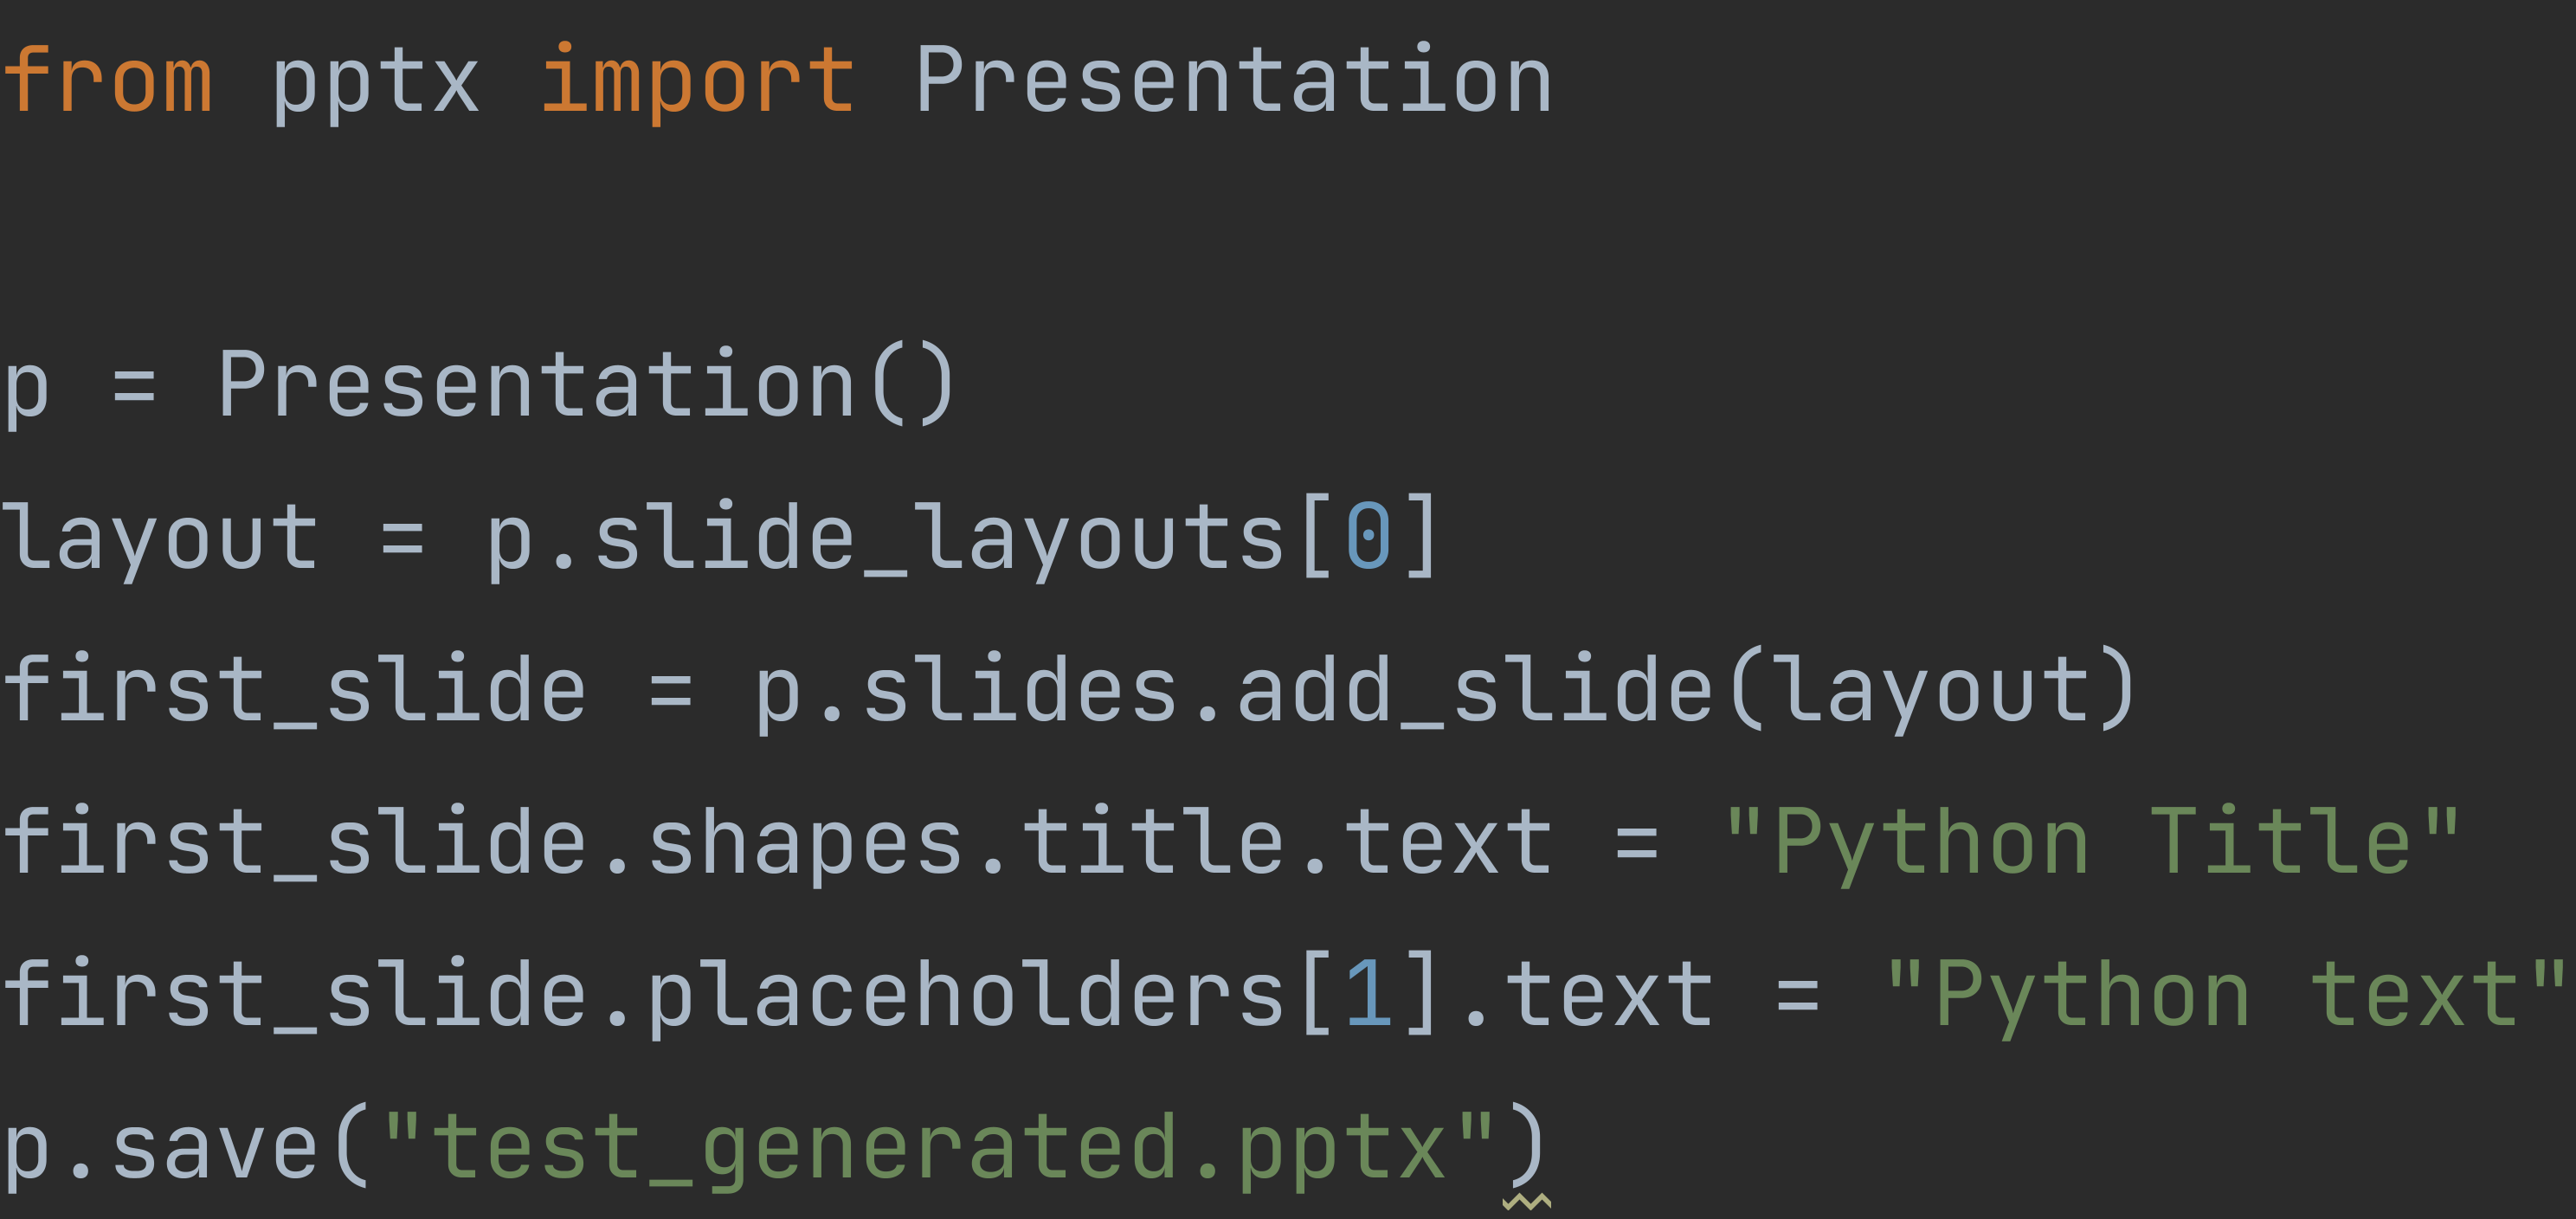 from pptx import Presentation
p = Presentation()
layout = p.slide_layouts[0]
first_slide = p.slides.add_slide(layout)
first_slide.shapes.title.text = "Python Title"
first_slide.placeholders[1].text = "Python text"
p.save("test_generated.pptx")